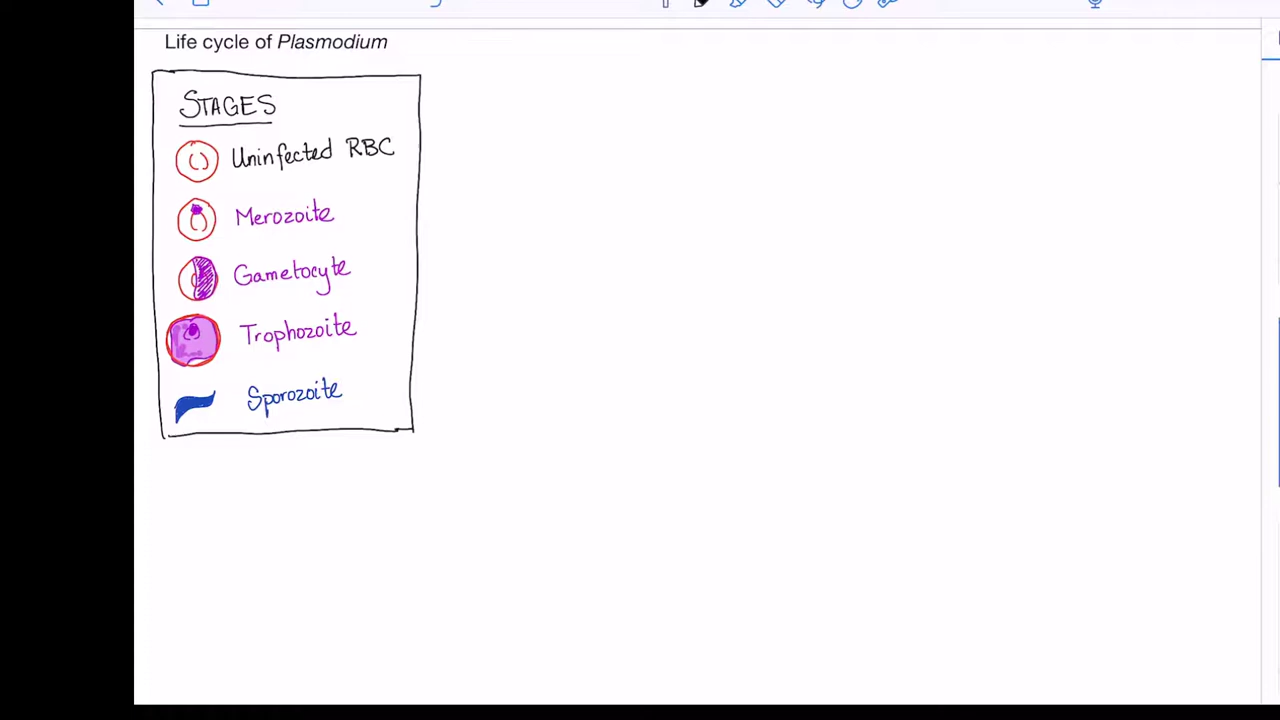 Life cycle of Plasmodium
STAGES
Uninfected RBC
Merozoite
Gametocyte
Trophozoite
Sporozoite